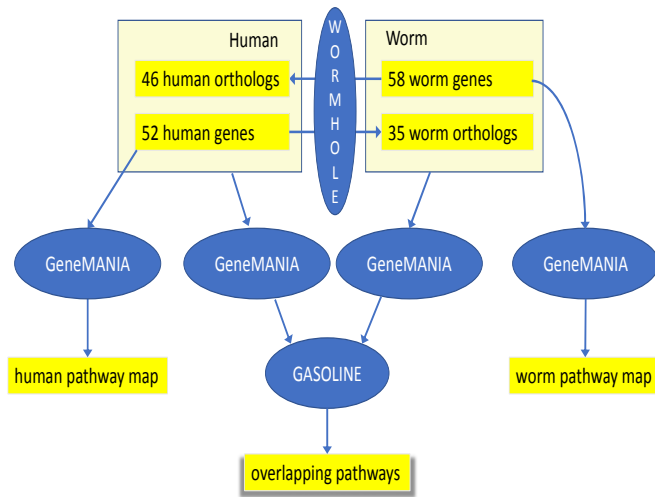 Human
Worm
WORMHOLE
46 human orthologs
58 worm genes
52 human genes
35 worm orthologs
GeneMANIA
GeneMANIA
GeneMANIA
GeneMANIA
human pathway map
GASOLINE
worm pathway map
overlapping pathways